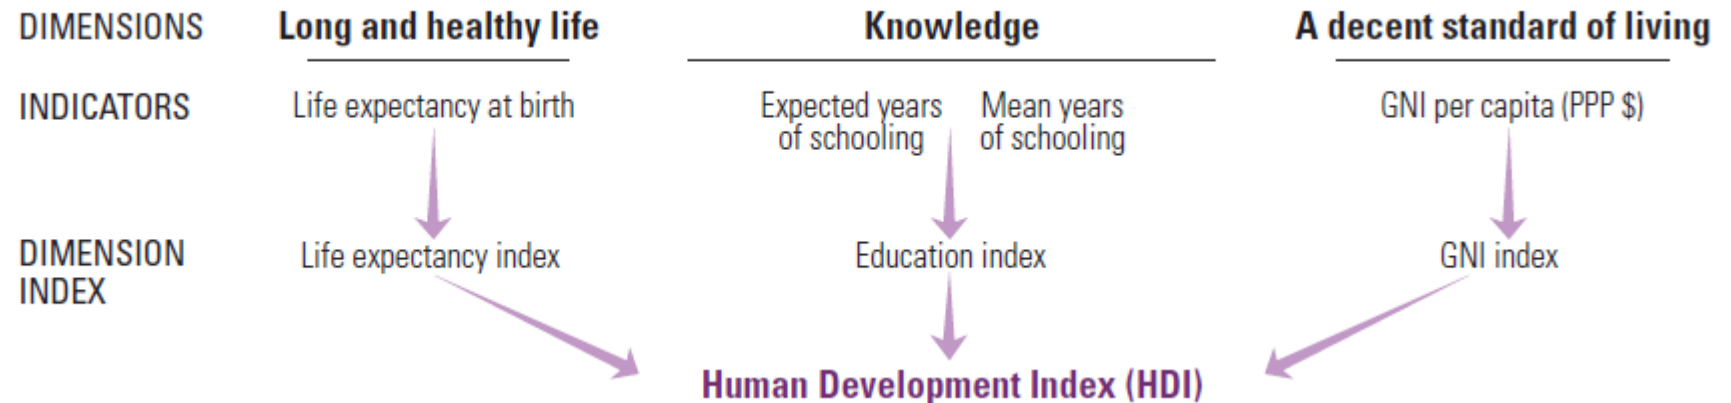 DIMENSIONS Long and healthy life Knowledge A decent standard of living
INDICATORS Life expectancy at birth Expected years Mean years GNI per capita (PPP $)
of schooling of schooling
DIMENSION Life expectancy index Education index GNI index
INDEX
Human Development Index (HDI)